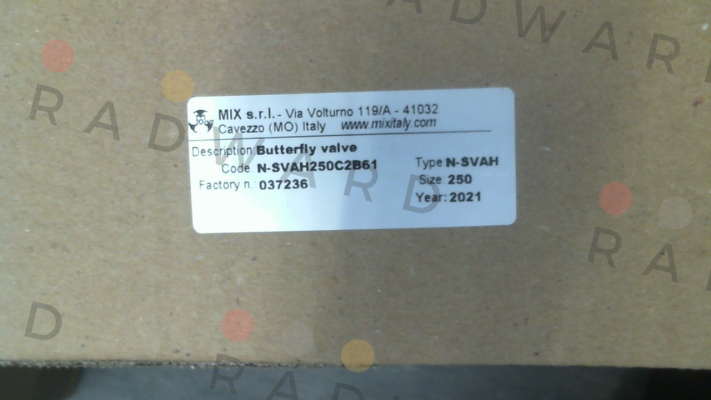 MIX s.r.l. - Via Volturno 119/A - 41032
Cavezzo (MO) Italy www.mixitaly.com
Description Butterfly valve
Code N-SVAH250C2B61 Type N-SVAH
Factory n. 037236 Size: 250
Year: 2021
RADWARD
RADWARD
RADWARD
RADWA
D
RADWARD